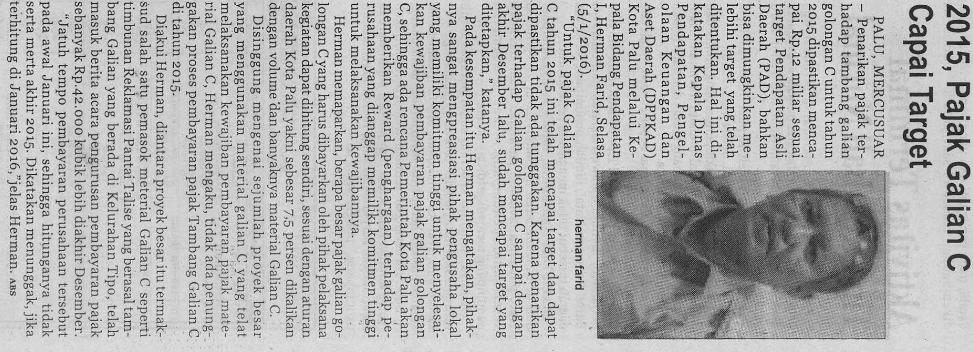 2015, Pajak Galian C
Capai Target
PALU, MERCUSUAR
– Penarikan pajak ter-
hadap tambang galian
golongan C untuk tahun
2015 dipastikan menca-
pai Rp.12 miliar sesuai
target Pendapatan Asli
Daerah (PAD), bahkan
bisa dimungkinkan me-
lebihi target yang telah
ditentukan. Hal ini di-
katakan Kepala Dinas
Pendapatan, Pengel-
olaan Keuangan dan
Aset Daerah (DPPKAD)
Kota Palu melalui Ke-
pala Bidang Pendapatan
I, Herman Farid, Selasa
(5/1/2016).
"Untuk pajak Galian
C tahun 2015 ini telah mencapai target dan dapat
dipastikan tidak ada tunggakan. Karena penarikan
pajak terhadap Galian golongan C sampai dengan
akhir Desember lalu, sudah mencapai target yang
ditetapkan, katanya.
Pada kesempatan itu Herman mengatakan, pihak-
nya sangat mengpreasiasi pihak pengusaha lokal
yang memiliki komitmen tinggi untuk menyelesai-
kan kewajiban pembayaran pajak galian golongan
C, sehingga ada rencana Pemerintah Kota Palu akan
memberikan Reward (penghargaan) terhadap pe-
rusahaan yang dianggap memiliki komitmen tinggi
untuk melaksanakan kewajibannya.
Herman memaparkan, berapa besar pajak galian go-
longan C yang harus dibayarkan oleh pihak pelaksana
kegiatan dapat dihitung sendiri, sesuai dengan aturan
daerah Kota Palu yakni sebesar 7,5 persen dikalikan
dengan volume dan banyaknya material Galian C.
Disinggung mengenai sejumlah proyek besar
yang menggunakan material galian C yang telat
melaksanakan kewajiban pembayaran pajak mate-
rial Galian C, Herman mengaku, tidak ada penung-
gakan proses pembayaran pajak Tambang Galian C
di tahun 2015.
Diakui Herman, diantara proyek besar itu termak-
sud salah satu pemasok meterial Galian C seperti
timbunan Reklamasi Pantai Talise yang berasal tam-
bang Galian yang berada di Kelurahan Tipo, telah
masuk berita acara pengurusan pembayaran pajak
sebanyak Rp.42.000 kubik lebih diakhir Desember.
"Jatuh tempo pembayaran perusahaan tersebut
pada awal Januari ini, sehingga hitunganya tidak
serta merta akhir 2015. Dikatakan menunggak, jika
terhitung di Januari 2016,"jelas Herman. ABS
herman farid